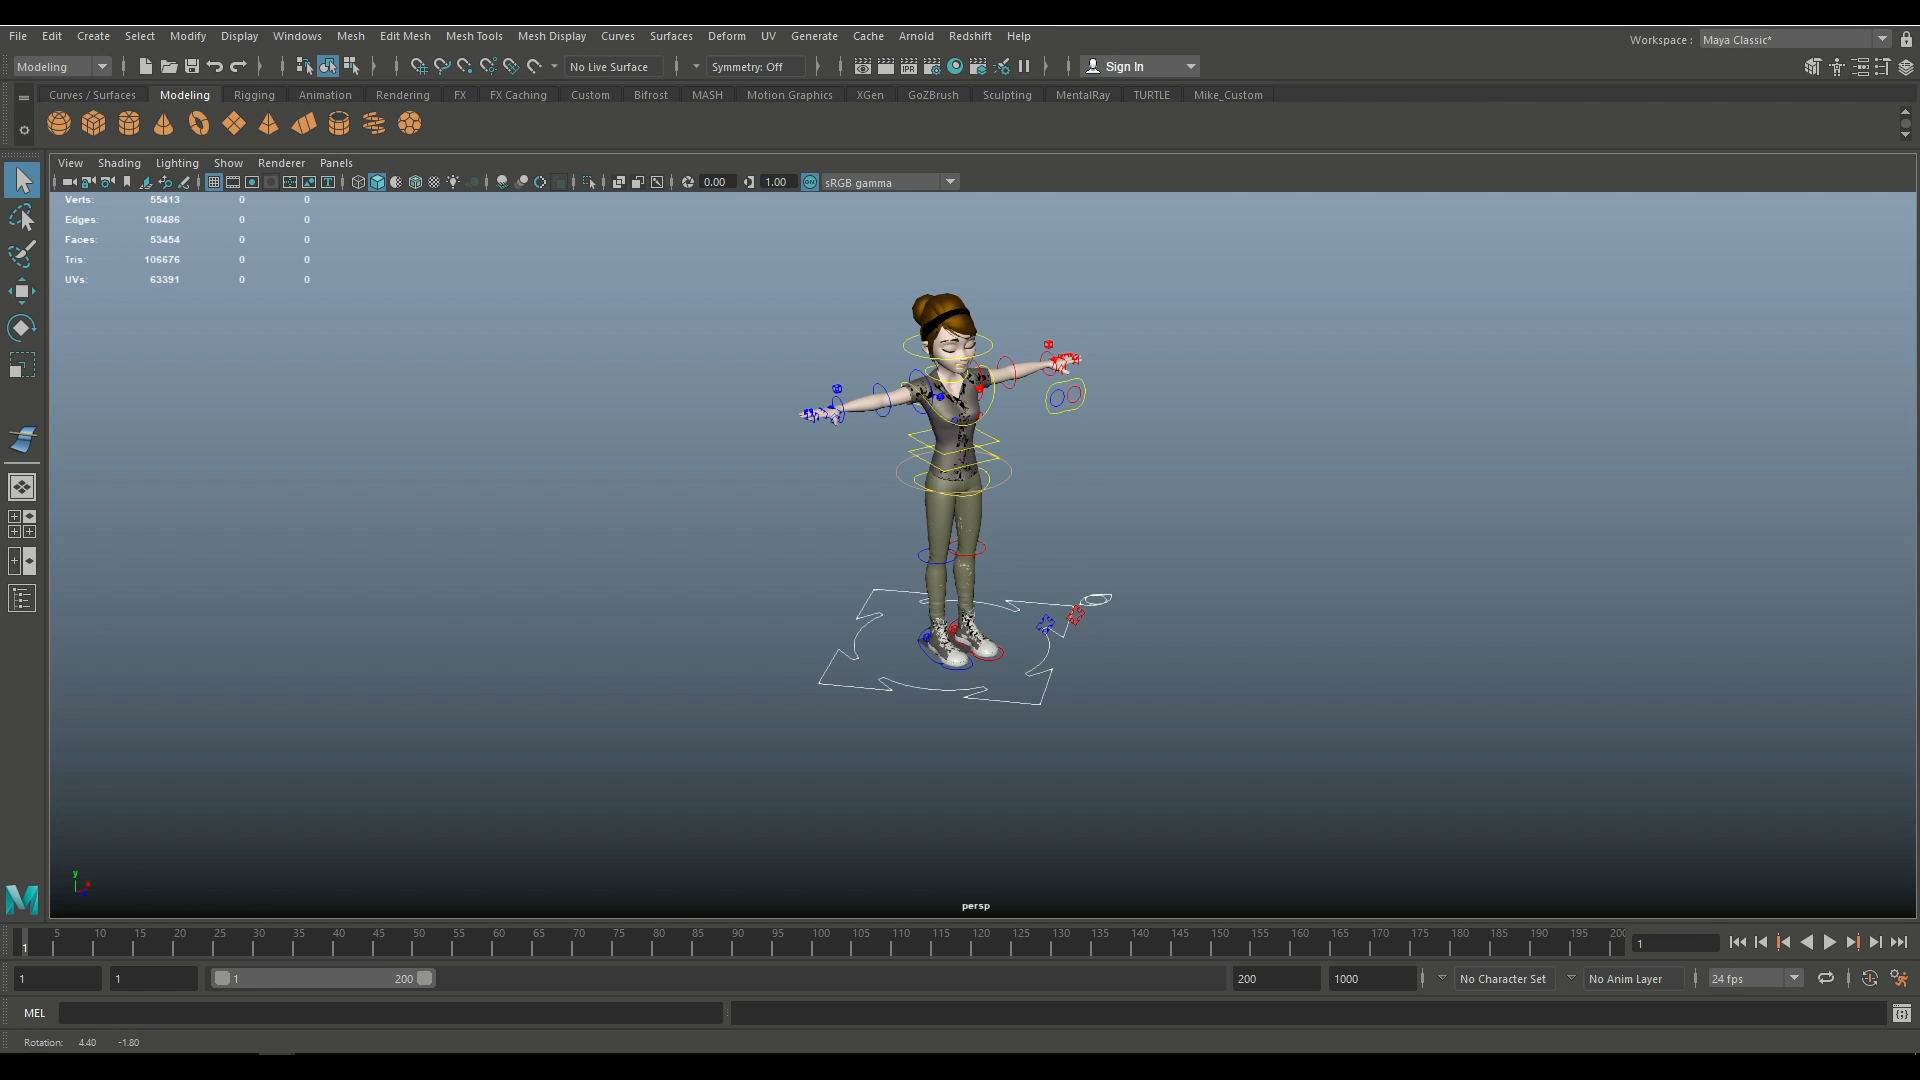 File Edit Create Select Modify Display Windows Mesh Edit Mesh Mesh Tools Mesh Display Curves Surfaces Deform UV Generate Cache Arnold Redshift Help
Workspace : Maya Classic*
Modeling No Live Surface Symmetry: Off IPR Sign In
Curves / Surfaces Modeling Rigging Animation Rendering FX FX Caching Custom Bifrost MASH Motion Graphics XGen GoZBrush Sculpting MentalRay TURTLE Mike_Custom
View Shading Lighting Show Renderer Panels
0.00 1.00 ON sRGB gamma
Verts: 55413 0 0
Edges: 108486 0 0
Faces: 53454 0 0
Tris: 106676 0 0
UVs: 63391 0 0
y
persp
1 5 10 15 20 25 30 35 40 45 50 55 60 65 70 75 80 85 90 95 100 105 110 115 120 125 130 135 140 145 150 155 160 165 170 175 180 185 190 195 200 1
1 1 1 200 200 1000 No Character Set No Anim Layer 24 fps
MEL
Rotation: 4.40 -1.80